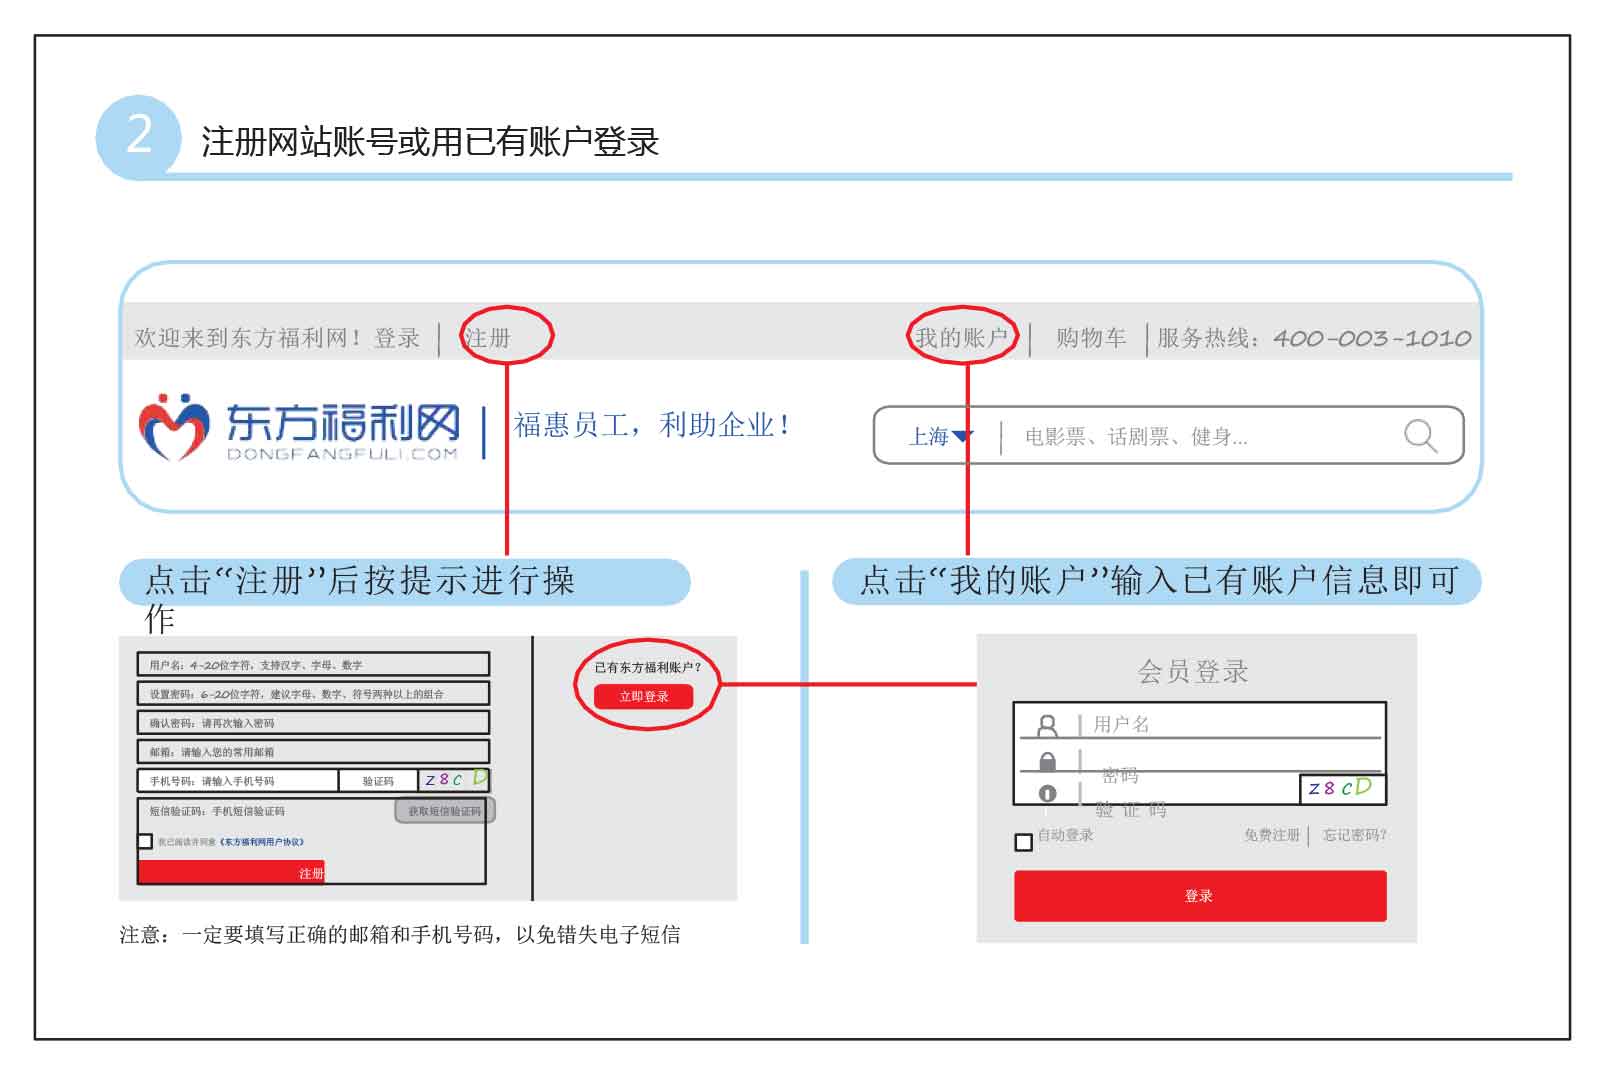 2
注册网站账号或用已有账户登录
欢迎来到东方福利网！登录 | 注册 我的账户 | 购物车 | 服务热线：400-003-1010
东方福利网 | 福惠员工，利助企业！
DONGFANGFULI.COM
上海 | 电影票、话剧票、健身...
点击“注册”后按提示进行操
作
点击“我的账户”输入已有账户信息即可
用户名：4-20位字符，支持汉字、字母、数字
设置密码：6-20位字符，建议字母、数字、符号两种以上的组合
确认密码：请再次输入密码
邮箱：请输入您的常用邮箱
手机号码：请输入手机号码 验证码 Z8CD
短信验证码：手机短信验证码 获取短信验证码
我已阅读并同意《东方福利网用户协议》
注册
已有东方福利账户？
立即登录
会员登录
用户名
密码
验证码 Z8CD
自动登录 免费注册 | 忘记密码？
登录
注意：一定要填写正确的邮箱和手机号码，以免错失电子短信